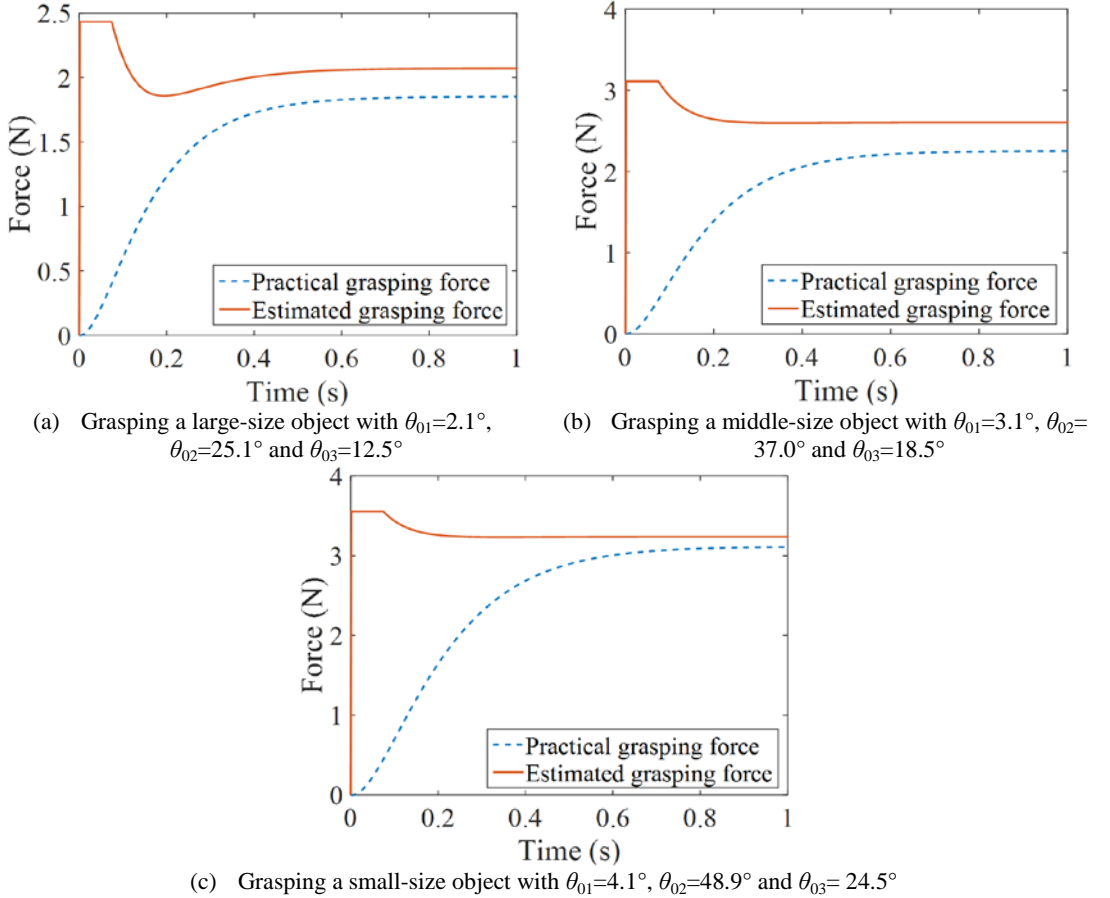 2.5
2
1.5
1
0.5
0
Force (N)
Practical grasping force
Estimated grasping force
0 0.2 0.4 0.6 0.8 1
Time (s)
4
3
2
1
0
Force (N)
Practical grasping force
Estimated grasping force
0 0.2 0.4 0.6 0.8 1
Time (s)
(a) Grasping a large-size object with θ01=2.1°,
θ02=25.1° and θ03=12.5°
(b) Grasping a middle-size object with θ01=3.1°, θ02=
37.0° and θ03=18.5°
4
3
2
1
0
Force (N)
Practical grasping force
Estimated grasping force
0 0.2 0.4 0.6 0.8 1
Time (s)
(c) Grasping a small-size object with θ01=4.1°, θ02=48.9° and θ03= 24.5°